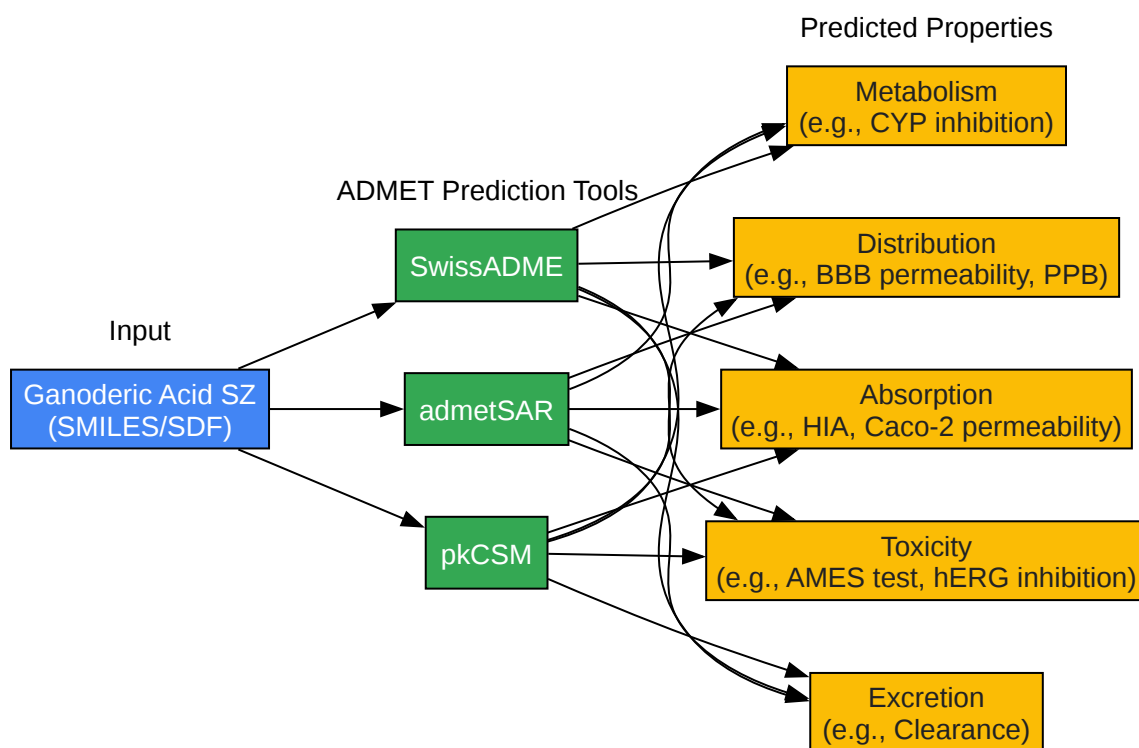 Input
Ganoderic Acid SZ
(SMILES/SDF)
ADMET Prediction Tools
SwissADME
admetSAR
pkCSM
Predicted Properties
Metabolism
(e.g., CYP inhibition)
Distribution
(e.g., BBB permeability, PPB)
Absorption
(e.g., HIA, Caco-2 permeability)
Toxicity
(e.g., AMES test, hERG inhibition)
Excretion
(e.g., Clearance)